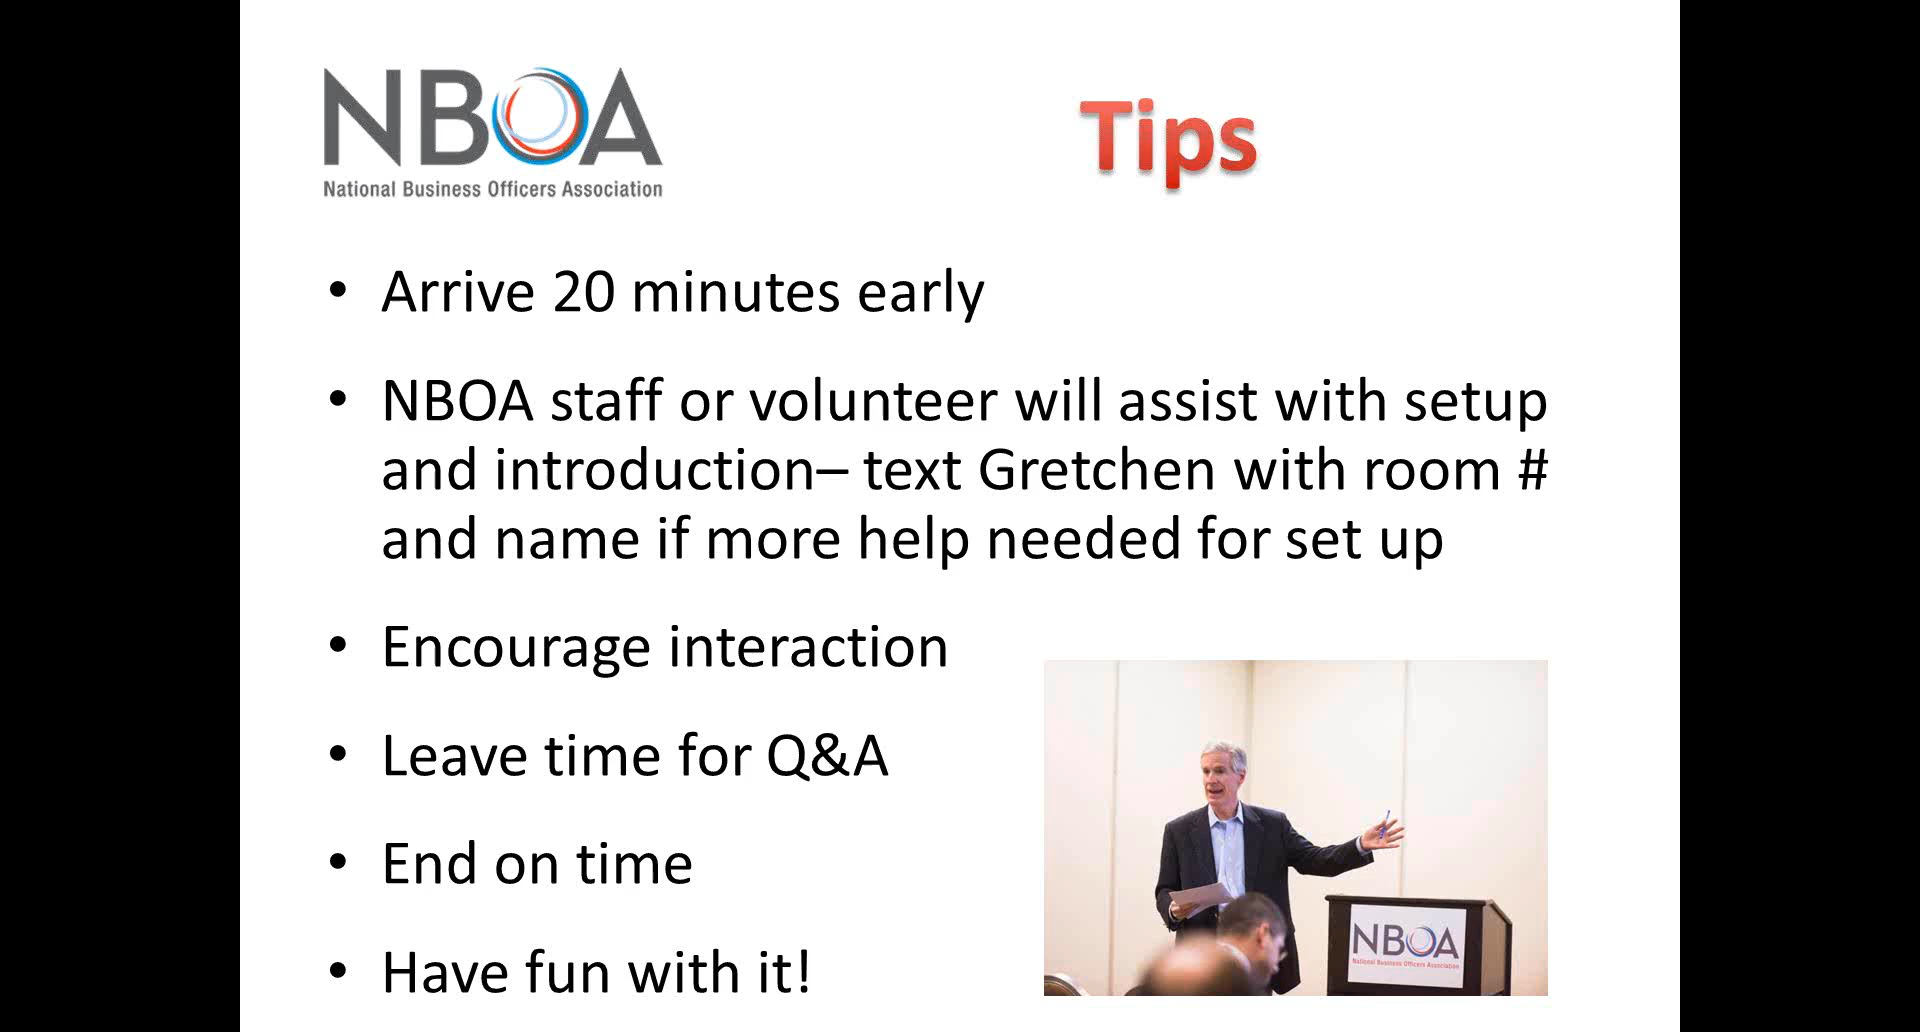 NBOA
National Business Officers Association
Tips
• Arrive 20 minutes early
• NBOA staff or volunteer will assist with setup
and introduction– text Gretchen with room #
and name if more help needed for set up
• Encourage interaction
• Leave time for Q&A
• End on time
• Have fun with it!
NBOA
National Business Officers Association